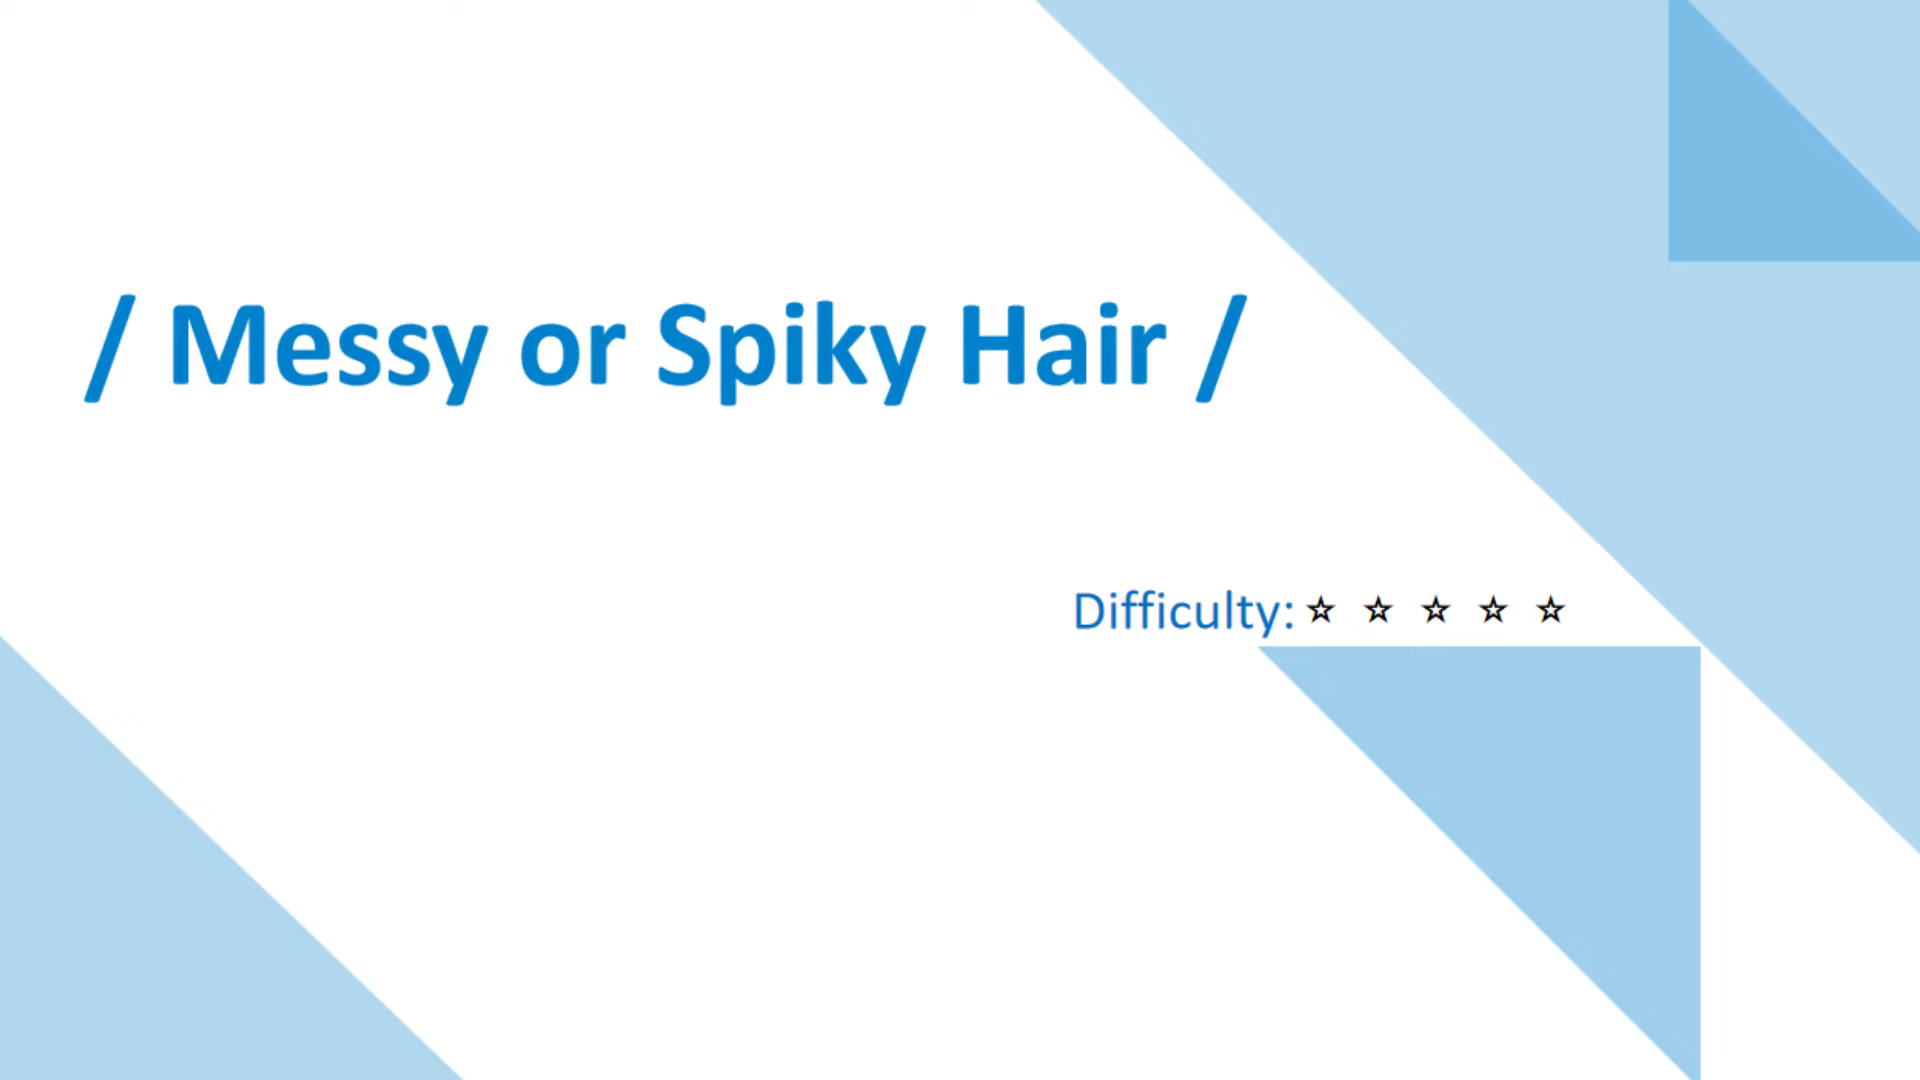 / Messy or Spiky Hair /
Difficulty: ☆ ☆ ☆ ☆ ☆